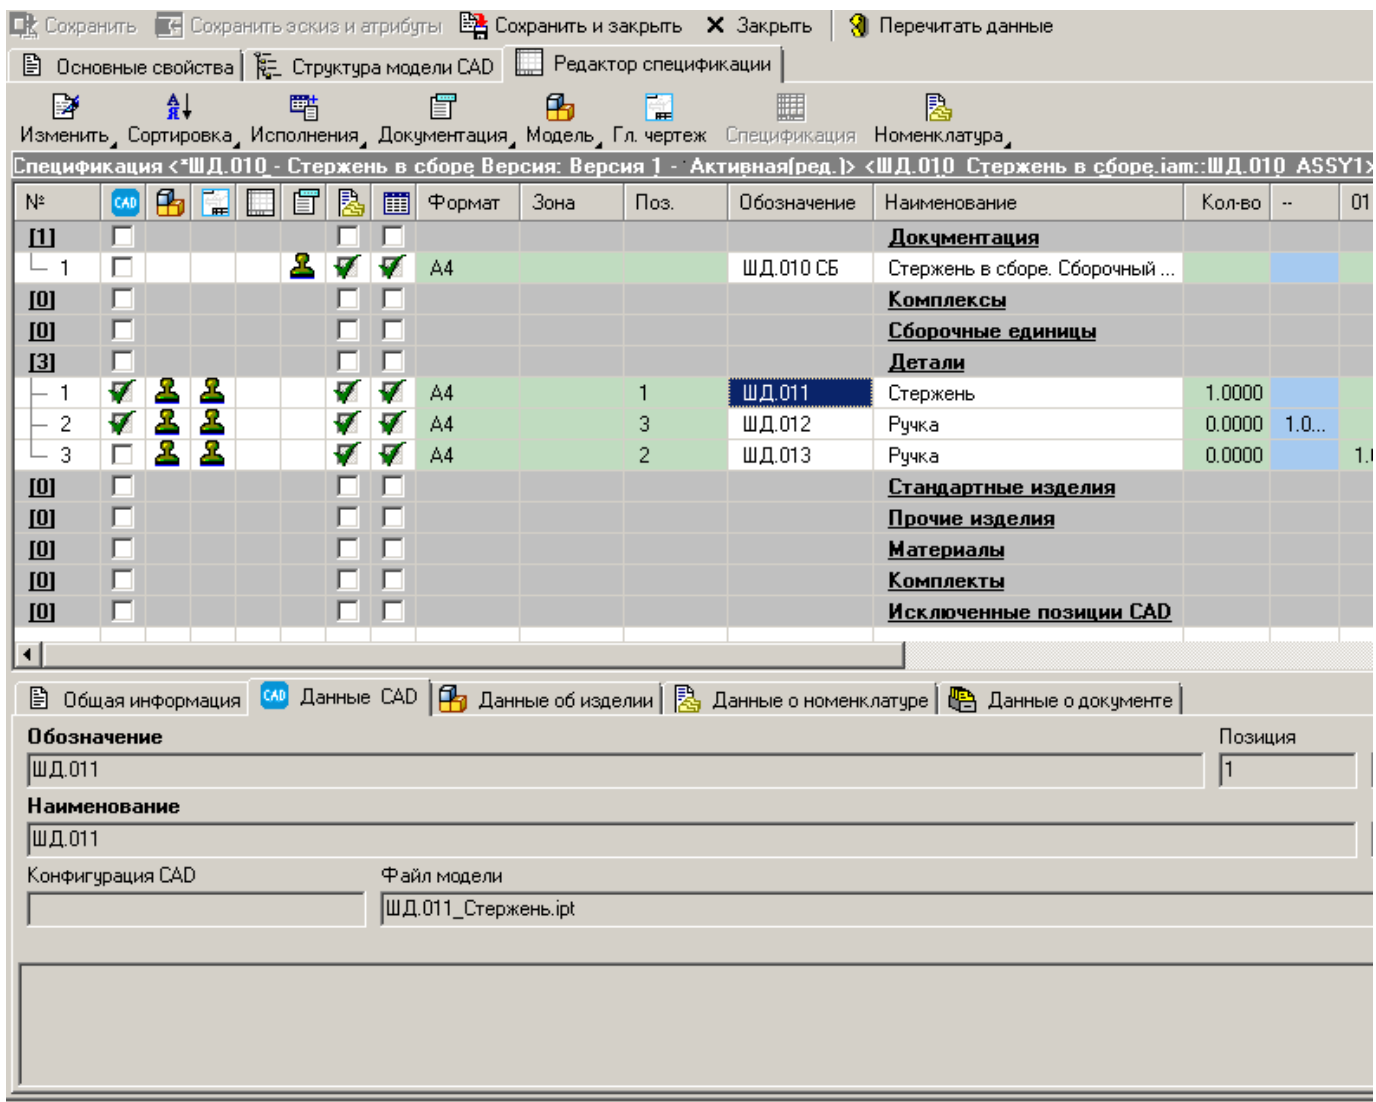 Сохранить Сохранить эскиз и атрибуты Сохранить и закрыть Закрыть Перечитать данные
Основные свойства Структура модели CAD Редактор спецификации
Изменить Сортировка Исполнения Документация Модель Гл. чертеж Спецификация Номенклатура
Спецификация <*ШД.010 - Стержень в сборе Версия: Версия 1 - Активная(ред.)> <ШД.010_Стержень в сборе.iam::ШД.010 ASSY1>
№ CAD Формат Зона Поз. Обозначение Наименование Кол-во -- 01
[1] Документация
1 А4 ШД.010 СБ Стержень в сборе. Сборочный ...
[0] Комплексы
[0] Сборочные единицы
[3] Детали
1 А4 1 ШД.011 Стержень 1.0000
2 А4 3 ШД.012 Ручка 0.0000 1.0...
3 А4 2 ШД.013 Ручка 0.0000
[0] Стандартные изделия
[0] Прочие изделия
[0] Материалы
[0] Комплекты
[0] Исключенные позиции CAD
Общая информация CAD Данные CAD Данные об изделии Данные о номенклатуре Данные о документе
Обозначение Позиция
ШД.011 1
Наименование
ШД.011
Конфигурация CAD Файл модели
ШД.011_Стержень.ipt